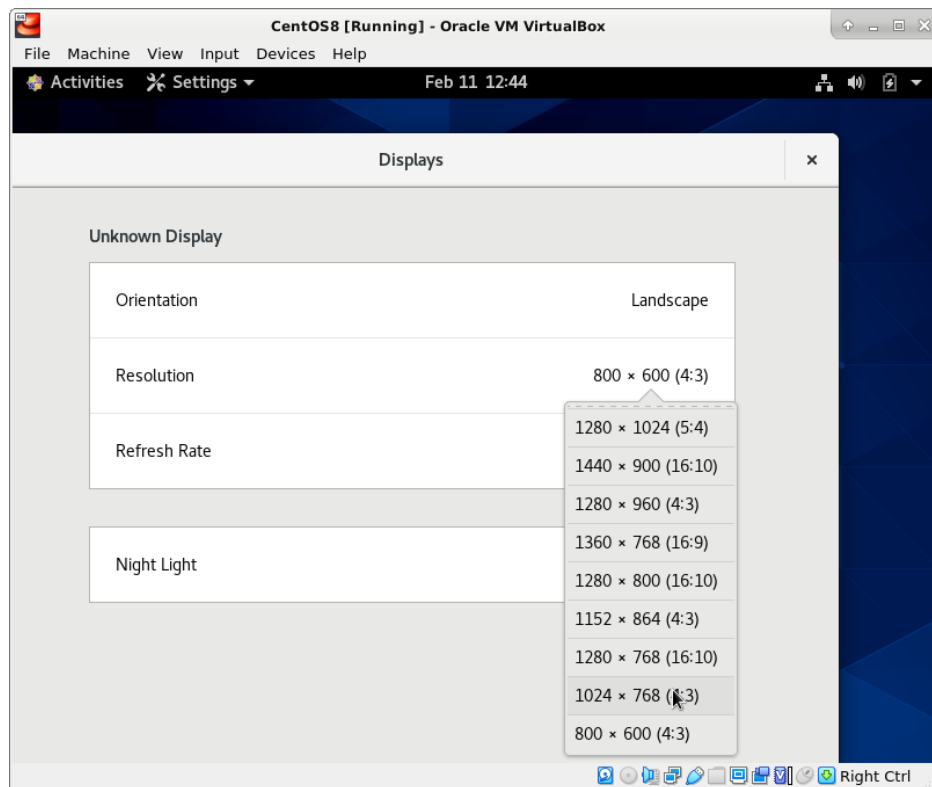 CentOS8 [Running] - Oracle VM VirtualBox
File Machine View Input Devices Help
Activities Settings Feb 11 12:44
Displays
Unknown Display
Orientation Landscape
Resolution 800 × 600 (4:3)
Refresh Rate
Night Light
1280 × 1024 (5:4)
1440 × 900 (16:10)
1280 × 960 (4:3)
1360 × 768 (16:9)
1280 × 800 (16:10)
1152 × 864 (4:3)
1280 × 768 (16:10)
1024 × 768 (4:3)
800 × 600 (4:3)
Right Ctrl